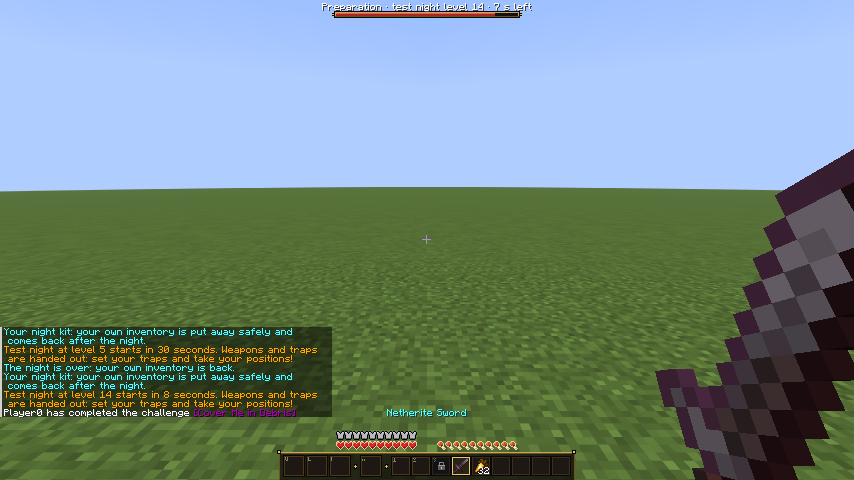 Preparation · test night level 14 · 7 s left
Your night kit: your own inventory is put away safely and
comes back after the night.
Test night at level 5 starts in 30 seconds. Weapons and traps
are handed out: set your traps and take your positions!
The night is over: your own inventory is back.
Your night kit: your own inventory is put away safely and
comes back after the night.
Test night at level 14 starts in 8 seconds. Weapons and traps
are handed out: set your traps and take your positions!
Player0 has completed the challenge [Cover Me in Debris]
Netherite Sword
32